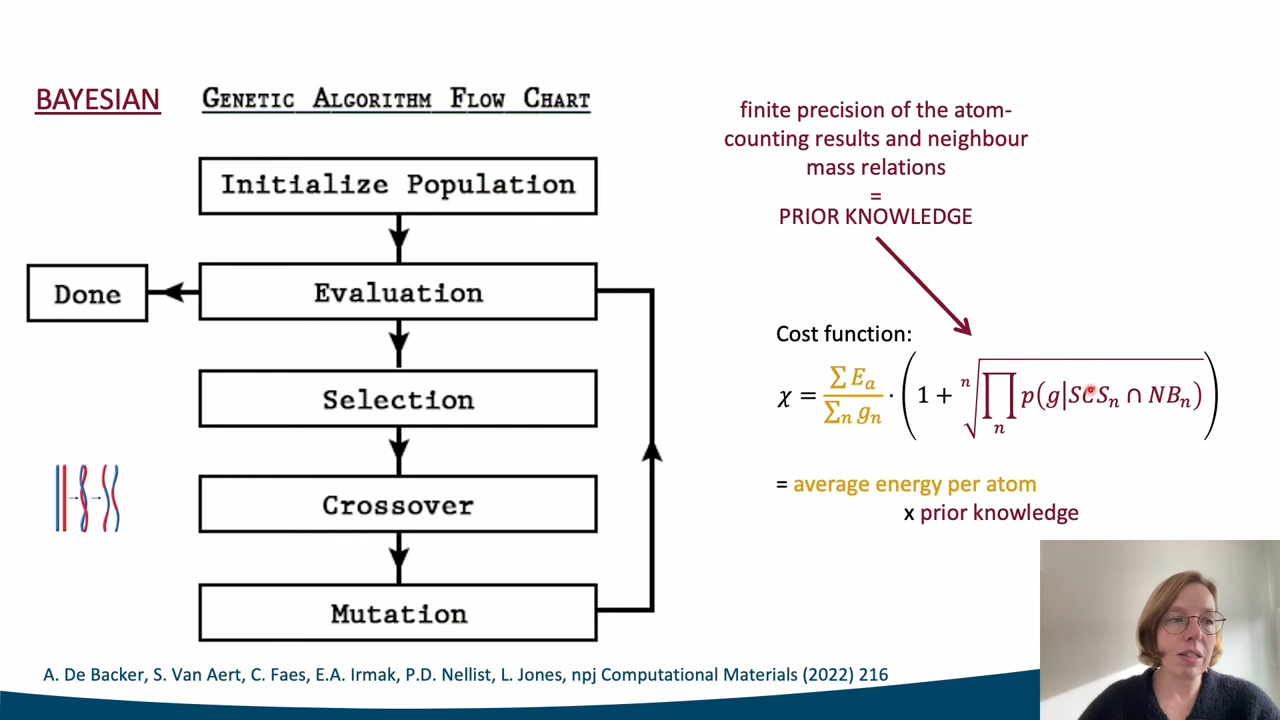 BAYESIAN GENETIC ALGORITHM FLOW CHART
Initialize Population
Evaluation
Done
Selection
Crossover
Mutation
finite precision of the atom-
counting results and neighbour
mass relations
=
PRIOR KNOWLEDGE
Cost function:
χ = ∑ E_a / ∑_n g_n · (1 + ⁿ√(∏_n p(g|SCS_n ∩ NB_n)))
= average energy per atom
x prior knowledge
A. De Backer, S. Van Aert, C. Faes, E.A. Irmak, P.D. Nellist, L. Jones, npj Computational Materials (2022) 216